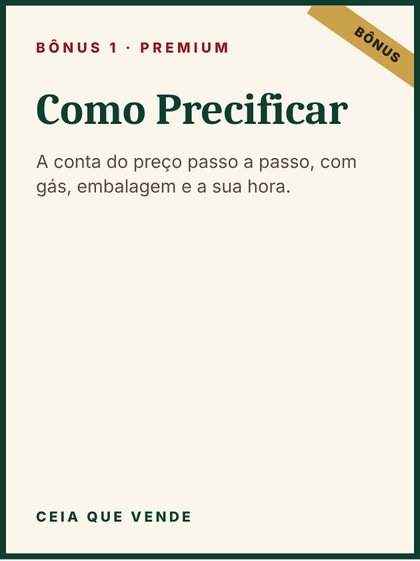 BÔNUS
BÔNUS 1 · PREMIUM
Como Precificar
A conta do preço passo a passo, com
gás, embalagem e a sua hora.
CEIA QUE VENDE